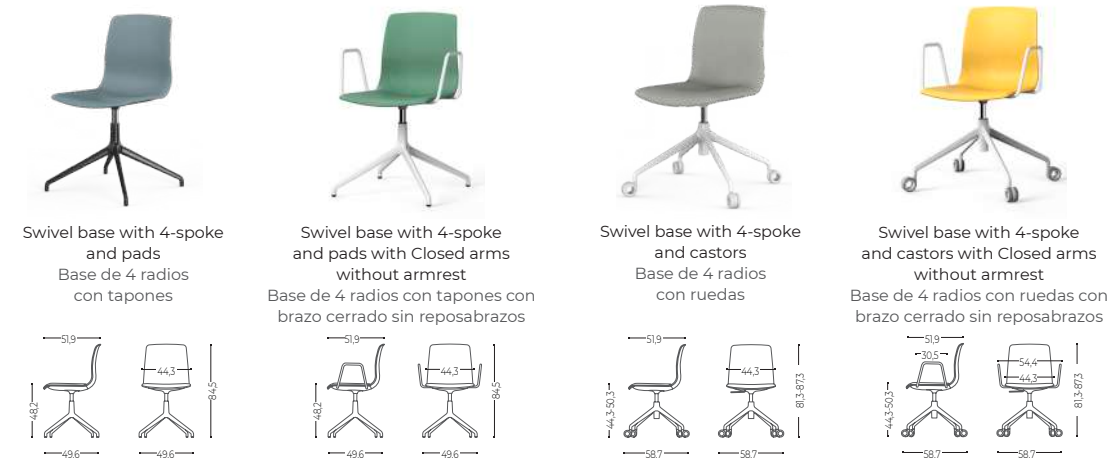 Swivel base with 4-spoke
and pads
Base de 4 radios
con tapones
51,9
44,3
48,2
84,5
49.6
49.6
Swivel base with 4-spoke
and pads with Closed arms
without armrest
Base de 4 radios con tapones con
brazo cerrado sin reposabrazos
51,9
44,3
48,2
84,5
49.6
49.6
Swivel base with 4-spoke
and castors
Base de 4 radios
con ruedas
51,9
44,3
44,3-50,3
81,3-87,3
58.7
58.7
Swivel base with 4-spoke
and castors with Closed arms
without armrest
Base de 4 radios con ruedas con
brazo cerrado sin reposabrazos
51,9
30,5
54,4
44,3
44,3-50,3
81,3-87,3
58.7
58.7